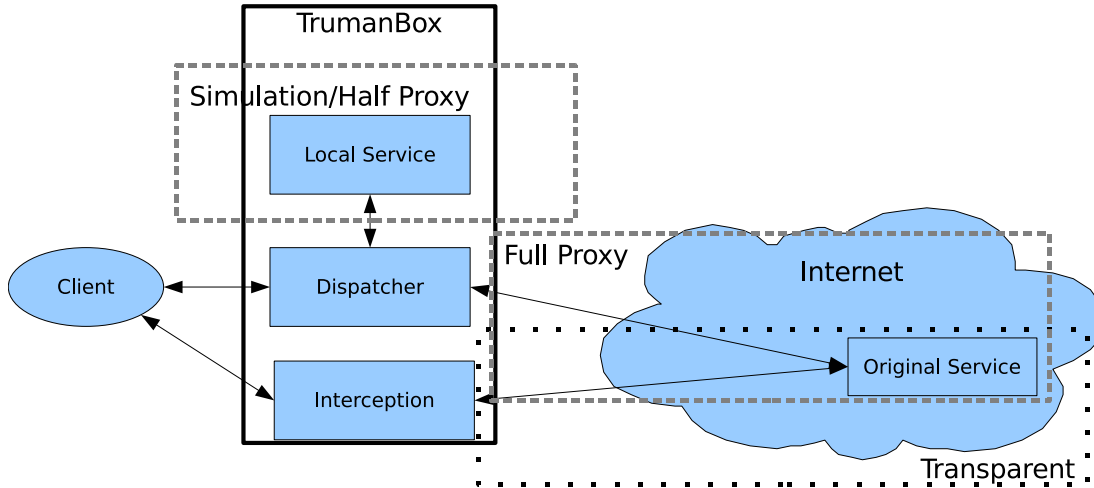 TrumanBox
Simulation/Half Proxy
Local Service
Full Proxy
Internet
Client
Dispatcher
Original Service
Interception
Transparent